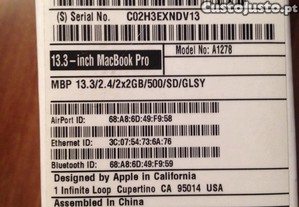 CustoJusto.pt
(S) Serial No. C02H3EXNDV13
13.3-inch MacBook Pro
Model No: A1278
MBP 13.3/2.4/2x2GB/500/SD/GLSY
AirPort ID: 68:A8:6D:49:F9:58
Ethernet ID: 3C:07:54:73:6A:76
Bluetooth ID: 68:A8:6D:49:F9:59
Designed by Apple in California
1 Infinite Loop Cupertino CA 95014 USA
Assembled In China